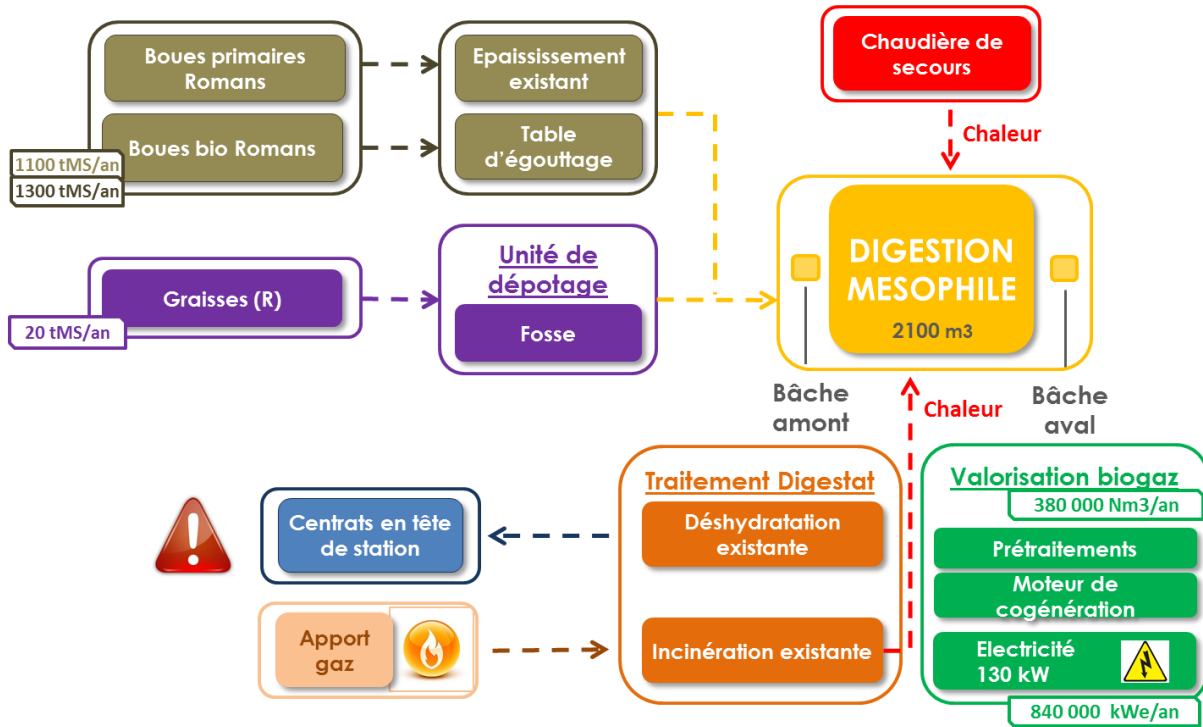 Boues primaires
Romans
Boues bio Romans
1100 tMS/an
1300 tMS/an
Epaississement
existant
Table
d'égouttage
Chaudière de
secours
Chaleur
Graisses (R)
20 tMS/an
Unité de
dépotage
Fosse
DIGESTION
MESOPHILE
2100 m3
Bâche
amont
Chaleur
Bâche
aval
Centrats en tête
de station
Apport
gaz
Traitement Digestat
Déshydratation
existante
Incinération existante
Valorisation biogaz
380 000 Nm3/an
Prétraitements
Moteur de
cogénération
Electricité
130 kW
840 000 kWe/an